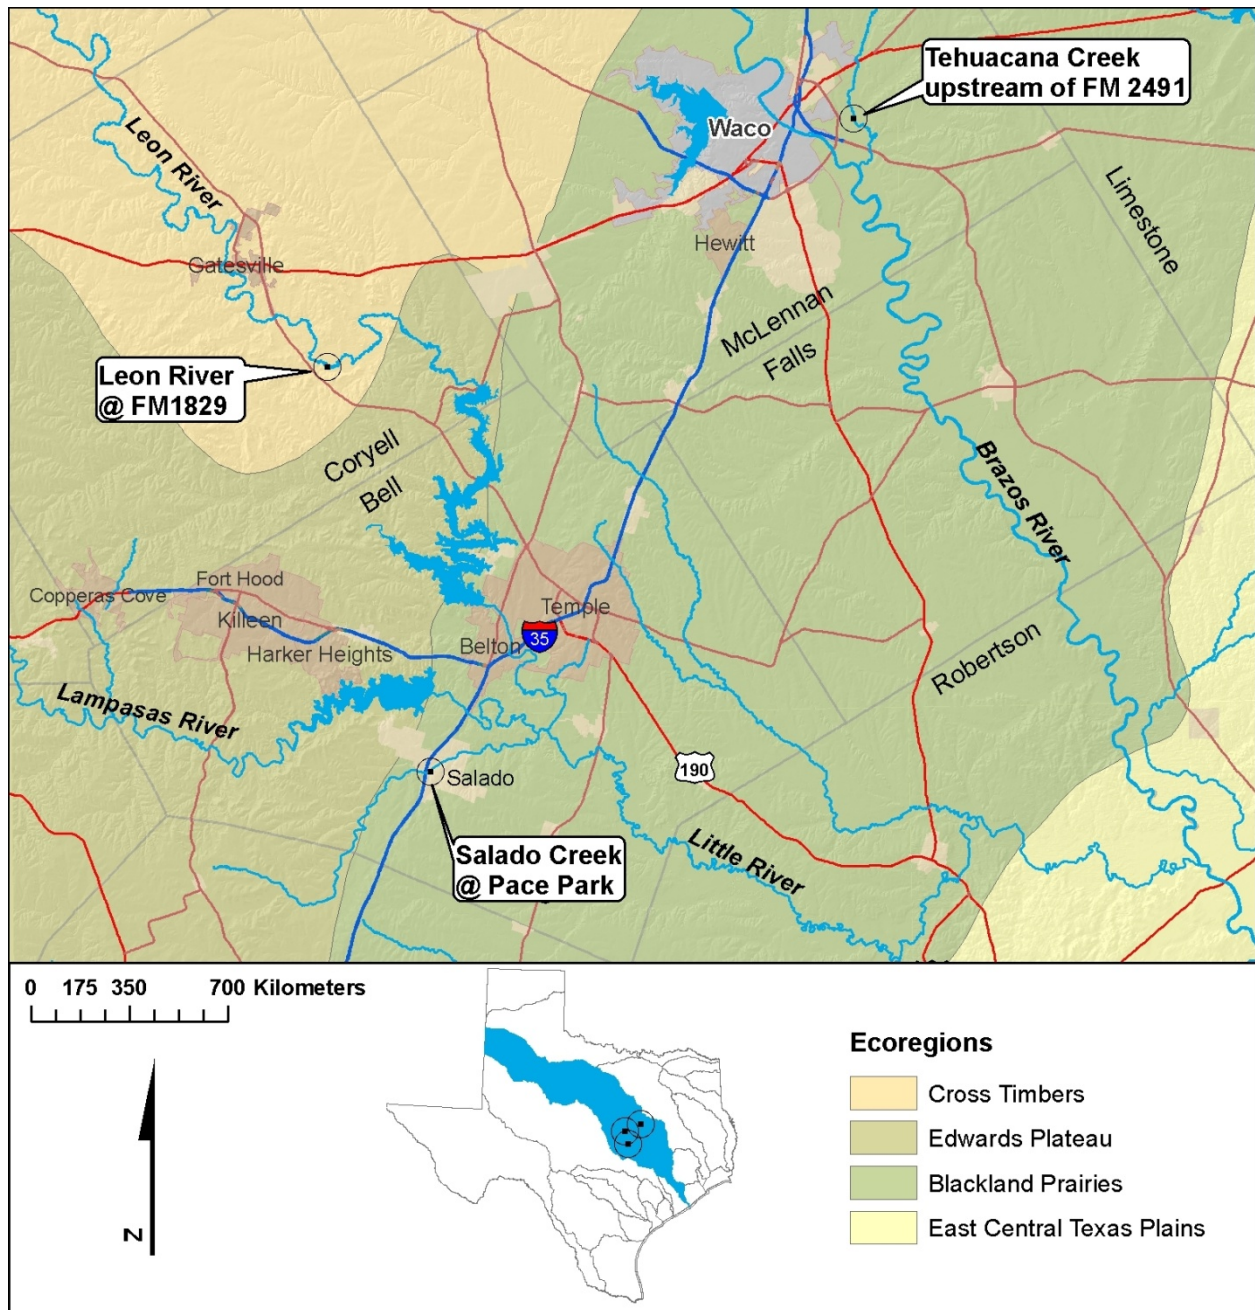 Tehuacana Creek
upstream of FM 2491
Waco
Leon River
Limestone
Hewitt
Gatesville
McLennan
Falls
Leon River
@ FM1829
Coryell
Bell
Brazos River
Fort Hood
Copperas Cove
Killeen
Temple
35
Belton
Harker Heights
Robertson
Lampasas River
190
Salado
Salado Creek
@ Pace Park
Little River
0 175 350 700 Kilometers
Ecoregions
Cross Timbers
Edwards Plateau
Blackland Prairies
East Central Texas Plains
N